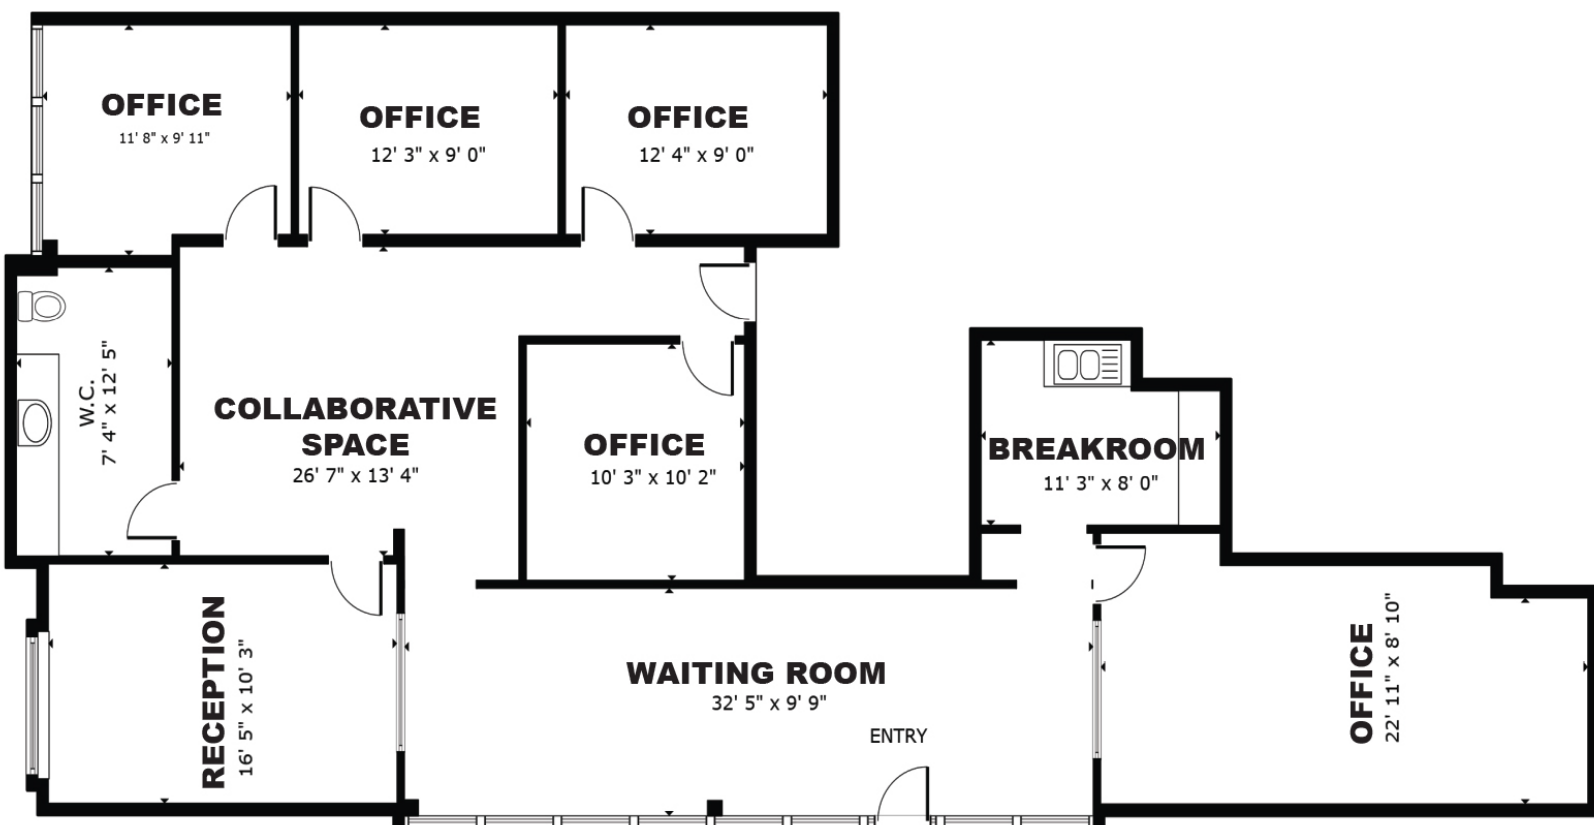 OFFICE
11' 8" x 9' 11"
OFFICE
12' 3" x 9' 0"
OFFICE
12' 4" x 9' 0"
W.C.
7' 4" x 12' 5"
COLLABORATIVE
SPACE
26' 7" x 13' 4"
OFFICE
10' 3" x 10' 2"
BREAKROOM
11' 3" x 8' 0"
RECEPTION
16' 5" x 10' 3"
WAITING ROOM
32' 5" x 9' 9"
ENTRY
OFFICE
22' 11" x 8' 10"